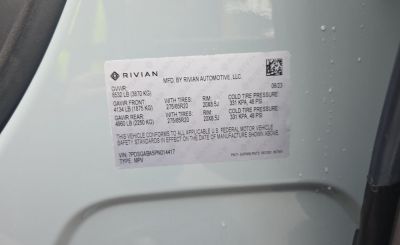 RIVIAN MFD. BY RIVIAN AUTOMOTIVE, LLC.
06/23
GVWR:
8532 LB (3870 KG)
GAWR FRONT: WITH TIRES: RIM: COLD TIRE PRESSURE:
4134 LB (1875 KG) 275/65R20 20X8.5J 331 KPA, 48 PSI
GAWR REAR: WITH TIRES: RIM: COLD TIRE PRESSURE:
4960 LB (2250 KG) 275/65R20 20X8.5J 331 KPA, 48 PSI
THIS VEHICLE CONFORMS TO ALL APPLICABLE U.S. FEDERAL MOTOR VEHICLE
SAFETY STANDARDS IN EFFECT ON THE DATE OF MANUFACTURE SHOWN ABOVE.
VIN: 7PDSGABA5PN014417
TYPE: MPV